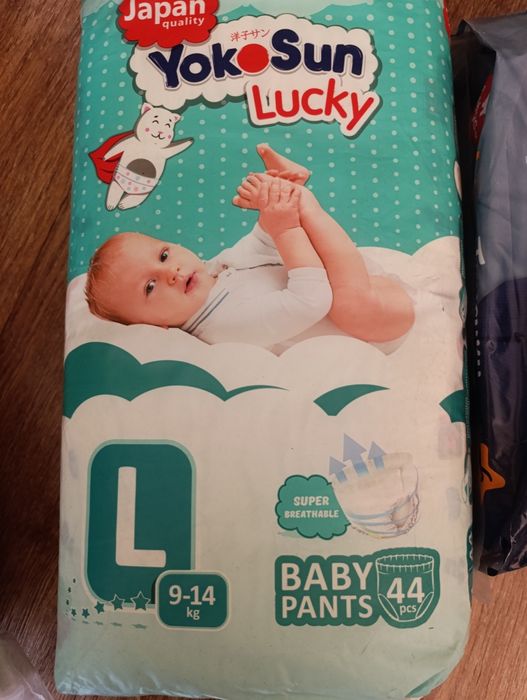 Japan
quality
洋子サン
YokoSun
Lucky
L
9-14
kg
SUPER
BREATHABLE
BABY
PANTS
44
pcs